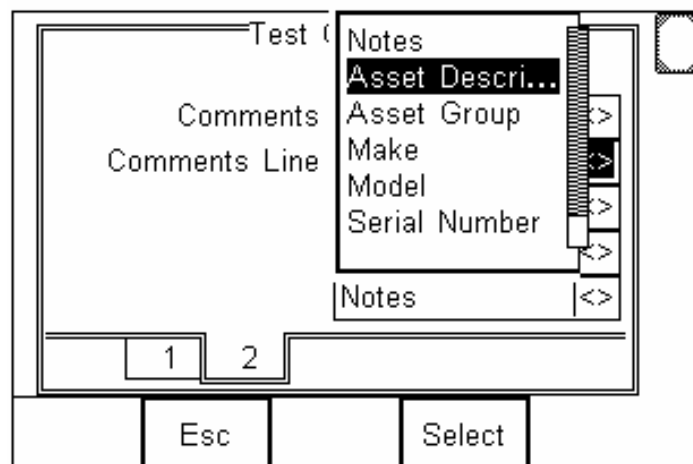 Test (
Notes
Asset Descri...
Comments
Asset Group
<>
Comments Line
Make
<>
Model
<>
Serial Number
<>
Notes
<>
1
2
Esc
Select